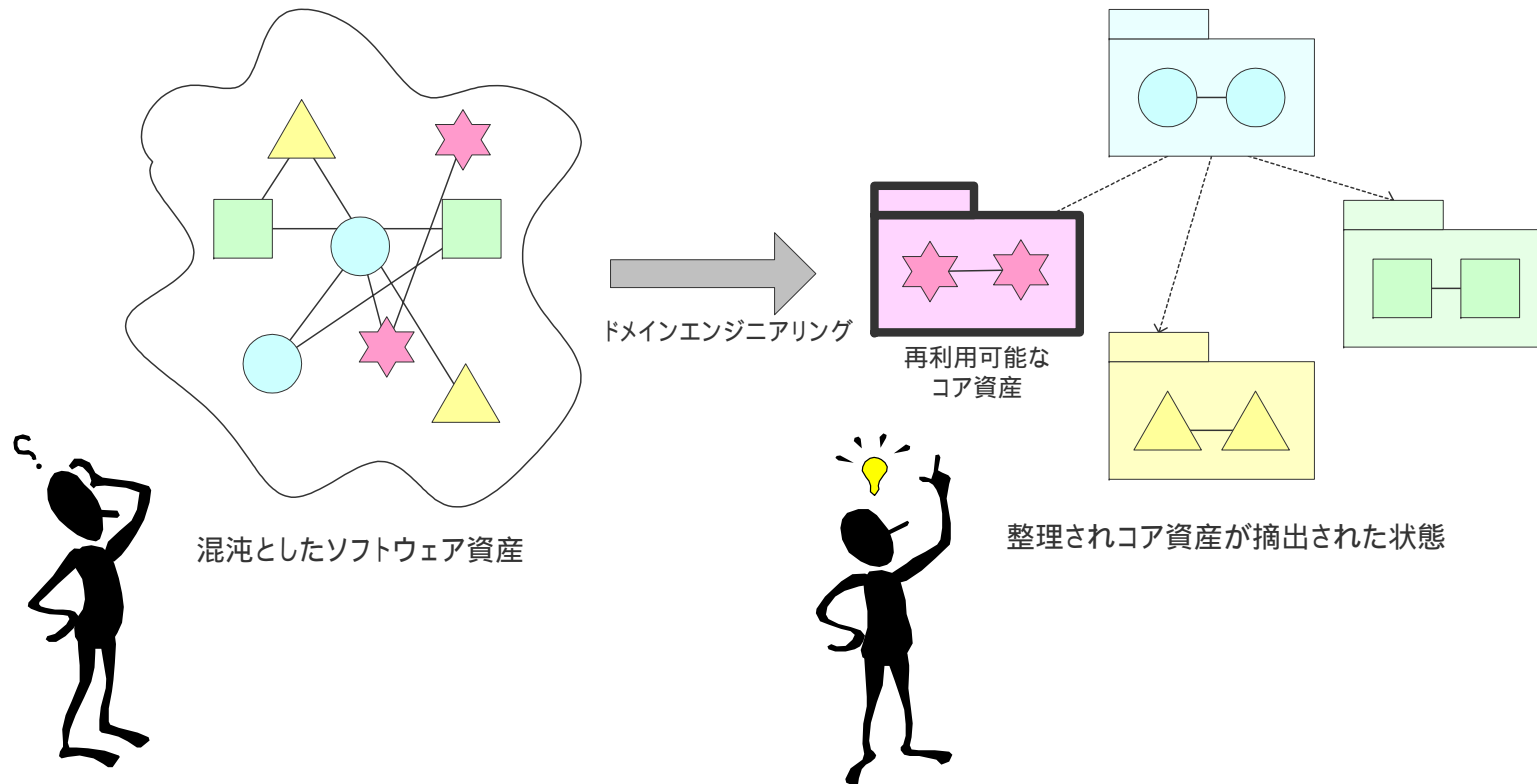 ドメインエンジニアリング
再利用可能な
コア資産
混沌としたソフトウェア資産
整理されコア資産が摘出された状態